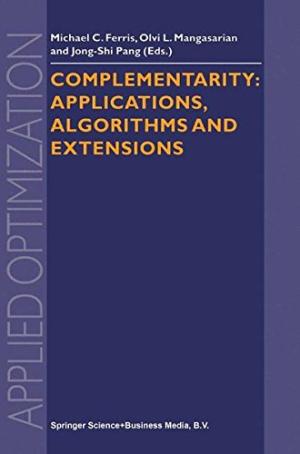 Michael C. Ferris, Olvi L. Mangasarian
and Jong-Shi Pang (Eds.)
COMPLEMENTARITY:
APPLICATIONS,
ALGORITHMS AND
EXTENSIONS
APPLIED OPTIMIZATION
Springer Science+Business Media, B.V.